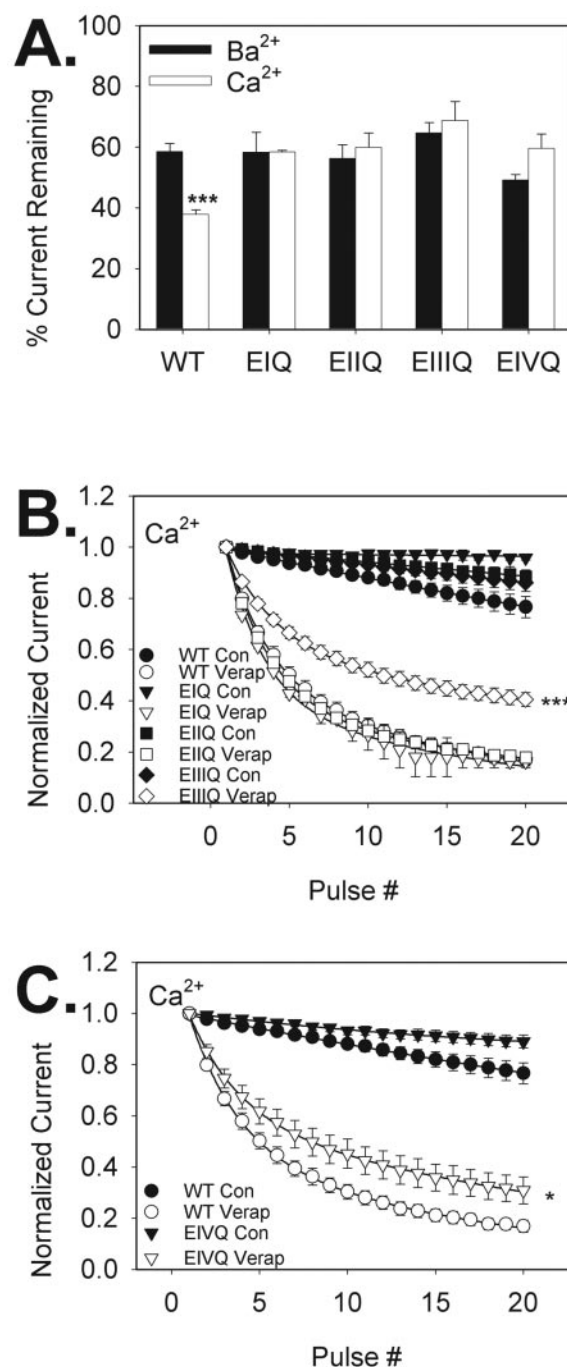 A.
100
80
60
40
20
0
% Current Remaining
Ba²⁺
Ca²⁺
***
WT EIQ EIIQ EIIIQ EIVQ
B.
1.2
1.0
0.8
0.6
0.4
0.2
0.0
Normalized Current
Ca²⁺
WT Con
WT Verap
EIQ Con
EIQ Verap
EIIQ Con
EIIQ Verap
EIIIQ Con
EIIIQ Verap
***
0 5 10 15 20
Pulse #
C.
1.2
1.0
0.8
0.6
0.4
0.2
0.0
Normalized Current
Ca²⁺
WT Con
WT Verap
EIVQ Con
EIVQ Verap
*
0 5 10 15 20
Pulse #